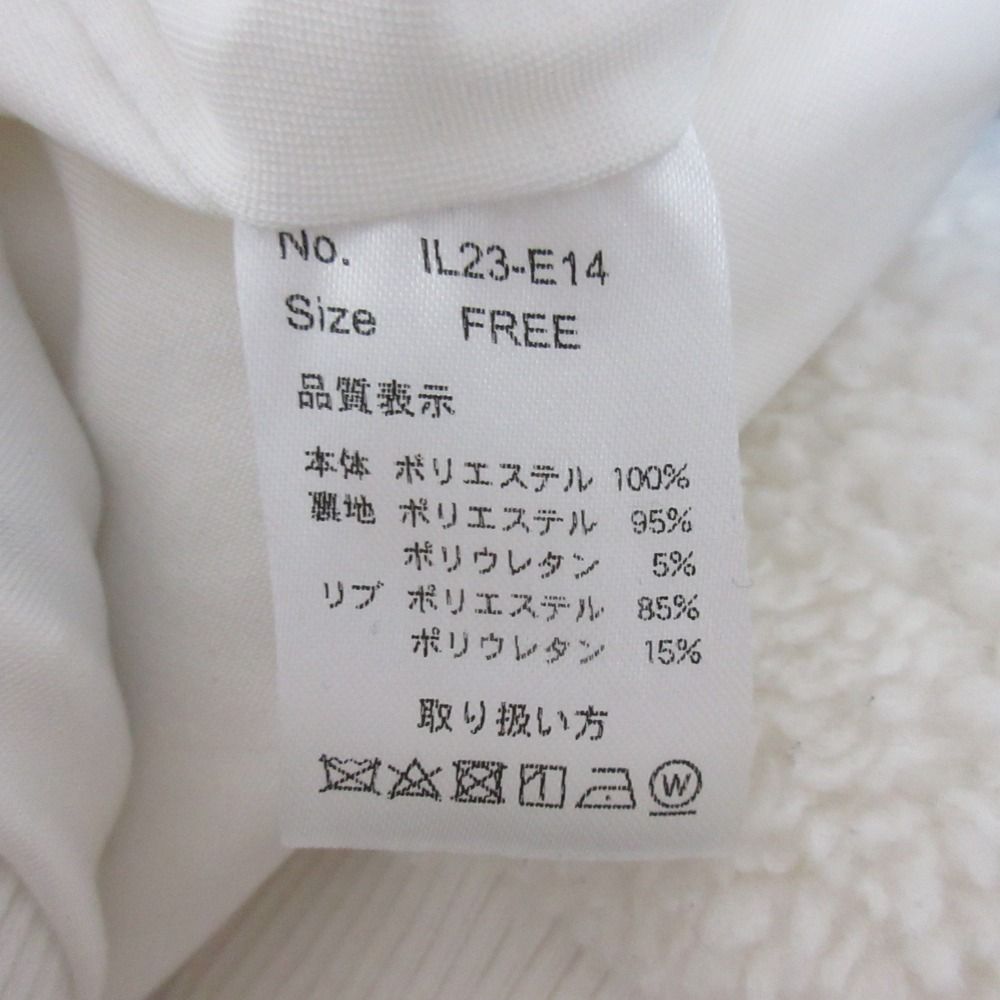 No. IL23-E14
Size FREE
品質表示
本体 ポリエステル 100%
裏地 ポリエステル 95%
ポリウレタン 5%
リブ ポリエステル 85%
ポリウレタン 15%
取り扱い方
W